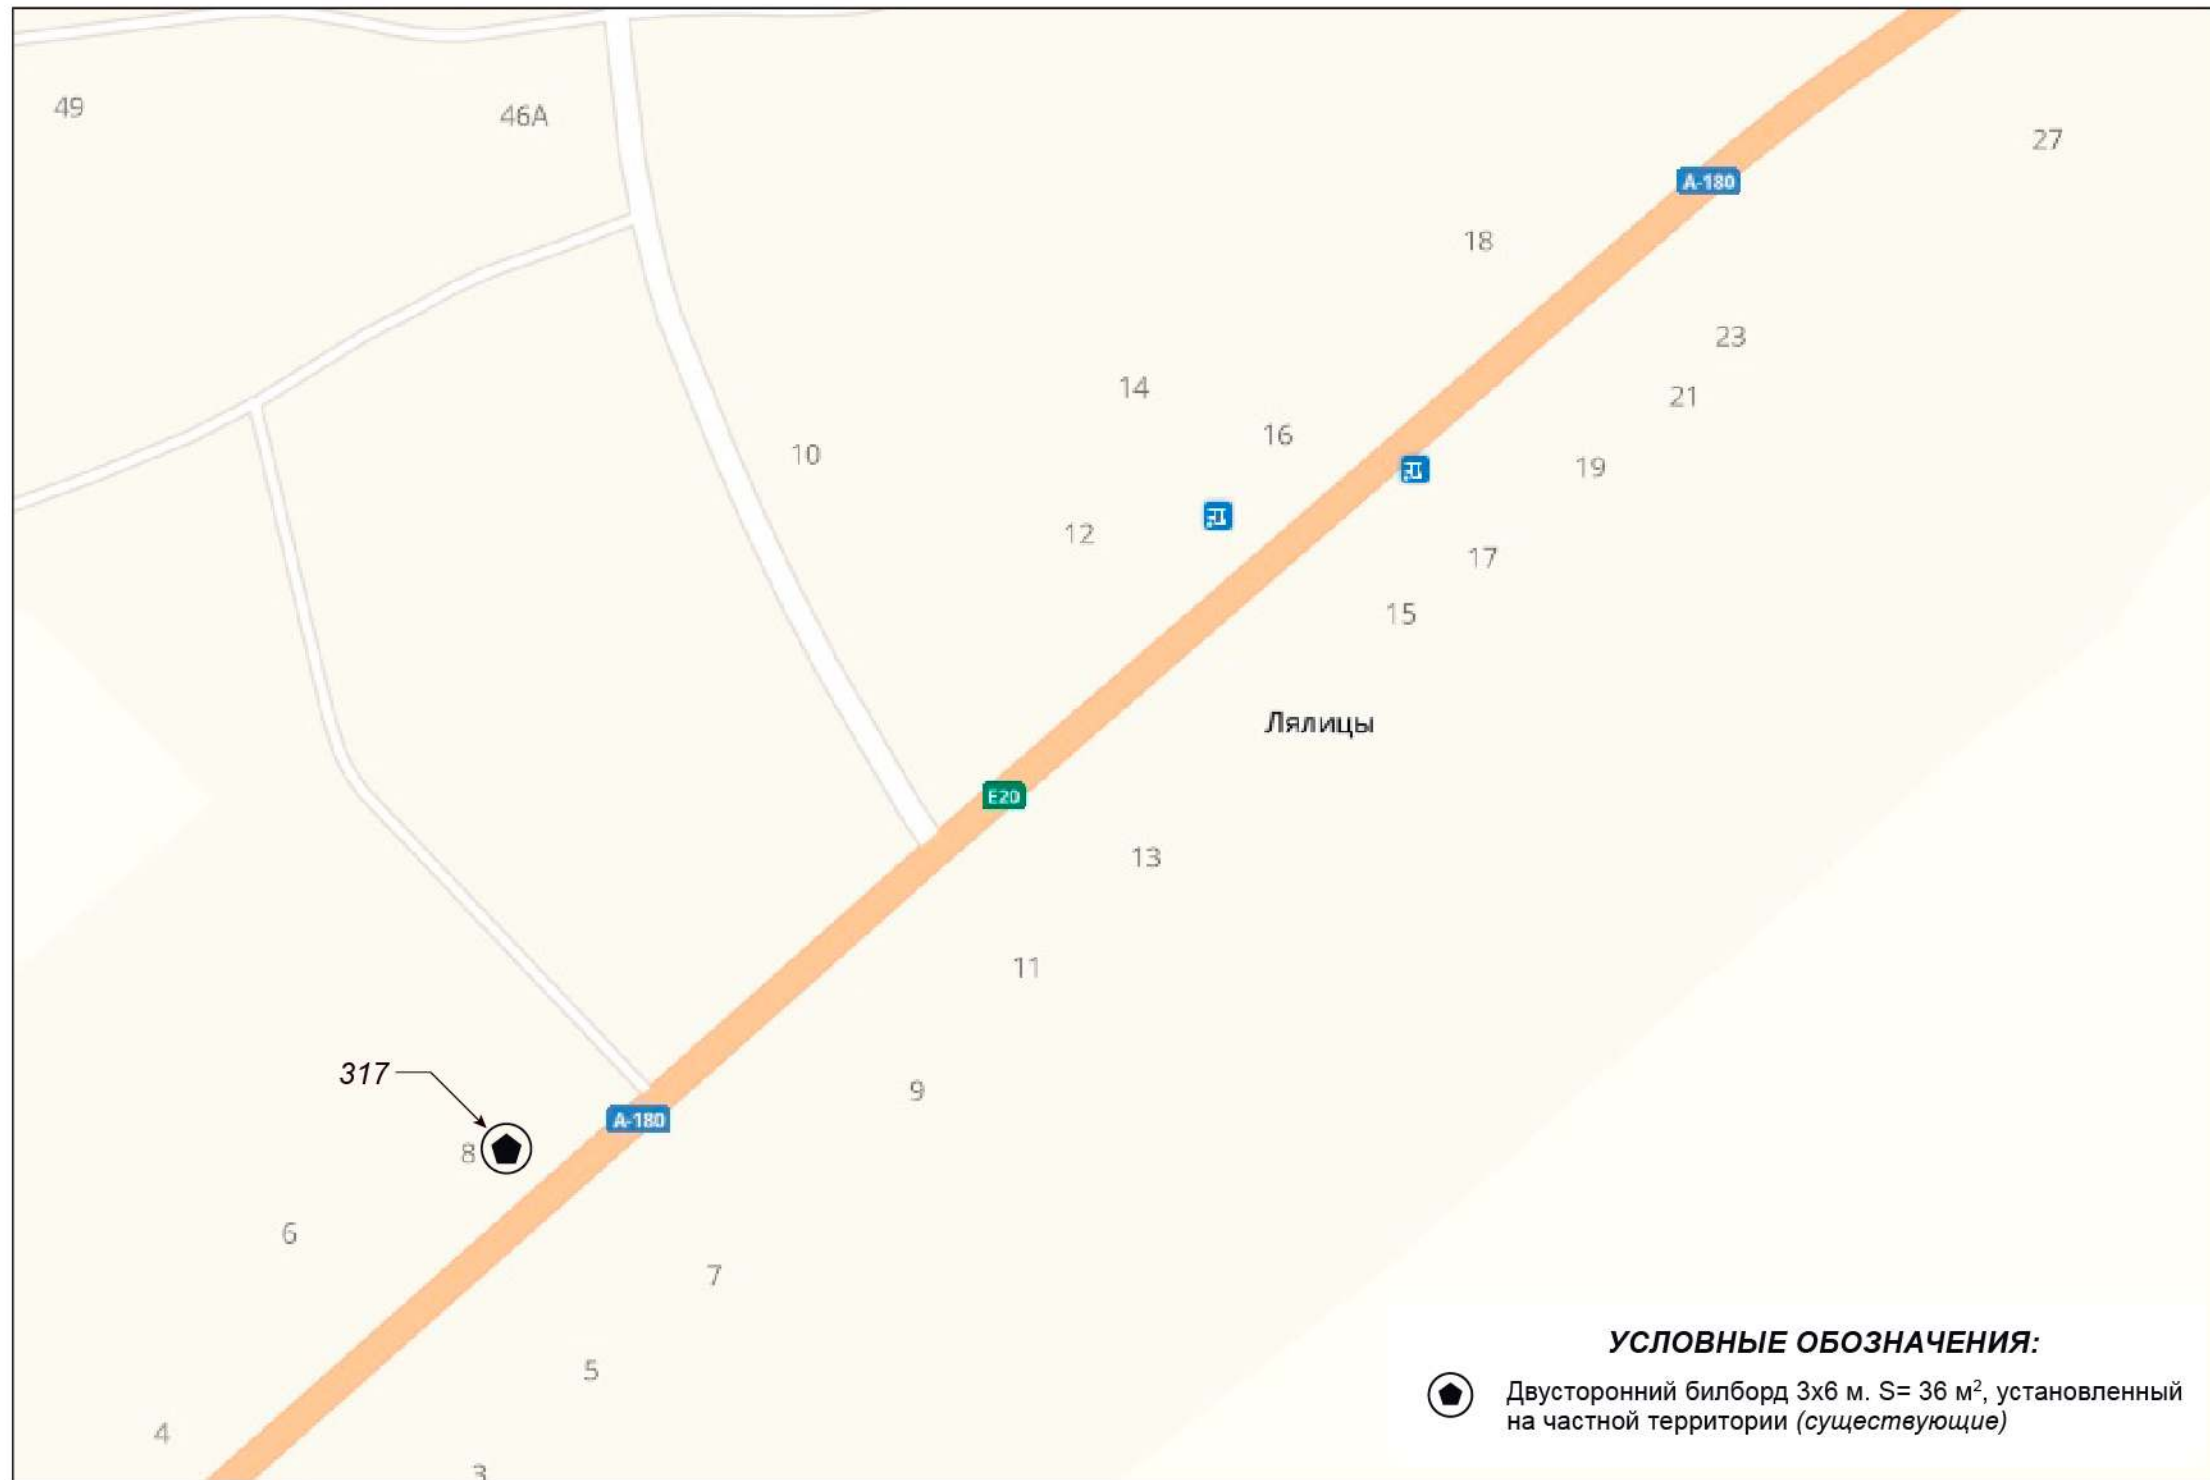 49
46А
27
А-180
18
23
14
21
16
10
19
12
17
15
Лялицы
Е20
13
11
317
9
А-180
8
6
7
5
4
3
УСЛОВНЫЕ ОБОЗНАЧЕНИЯ:
Двусторонний билборд 3х6 м. S= 36 м², установленный
на частной территории (существующие)